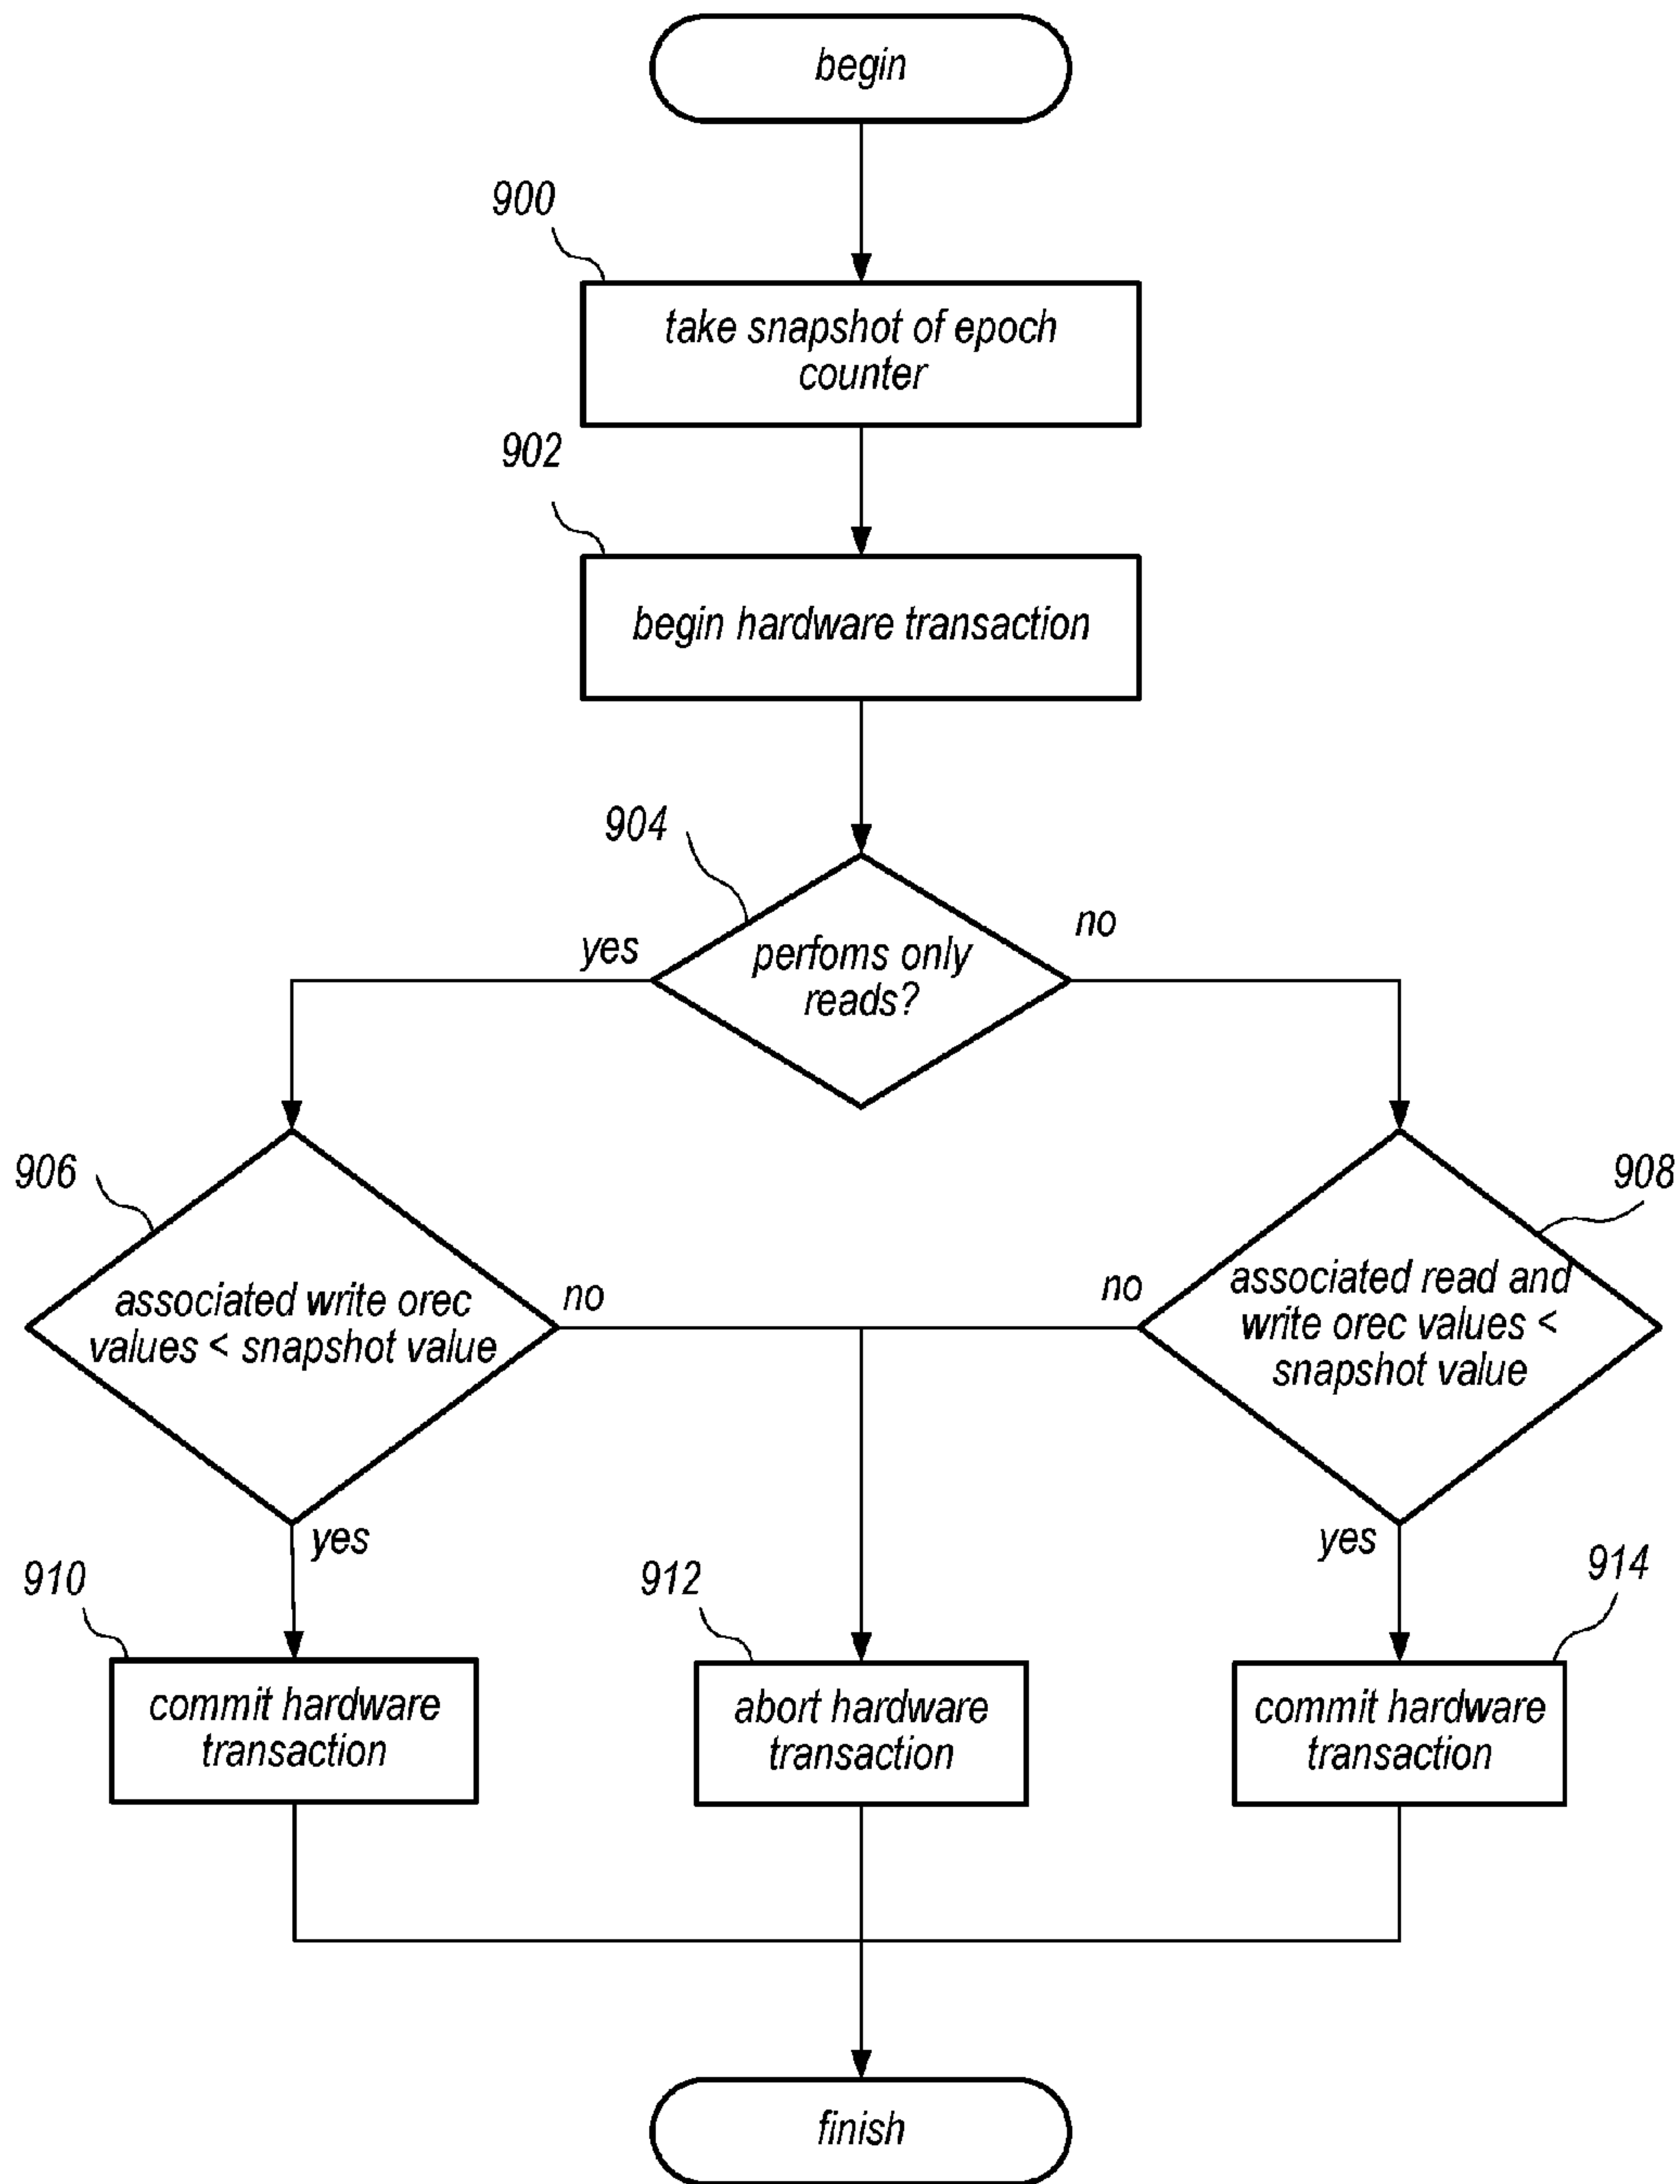 begin
900
take snapshot of epoch
counter
902
begin hardware transaction
904
yes
perfoms only
reads?
no
906
associated write orec
values < snapshot value
no
no
908
associated read and
write orec values <
snapshot value
yes
yes
910
commit hardware
transaction
912
abort hardware
transaction
914
commit hardware
transaction
finish